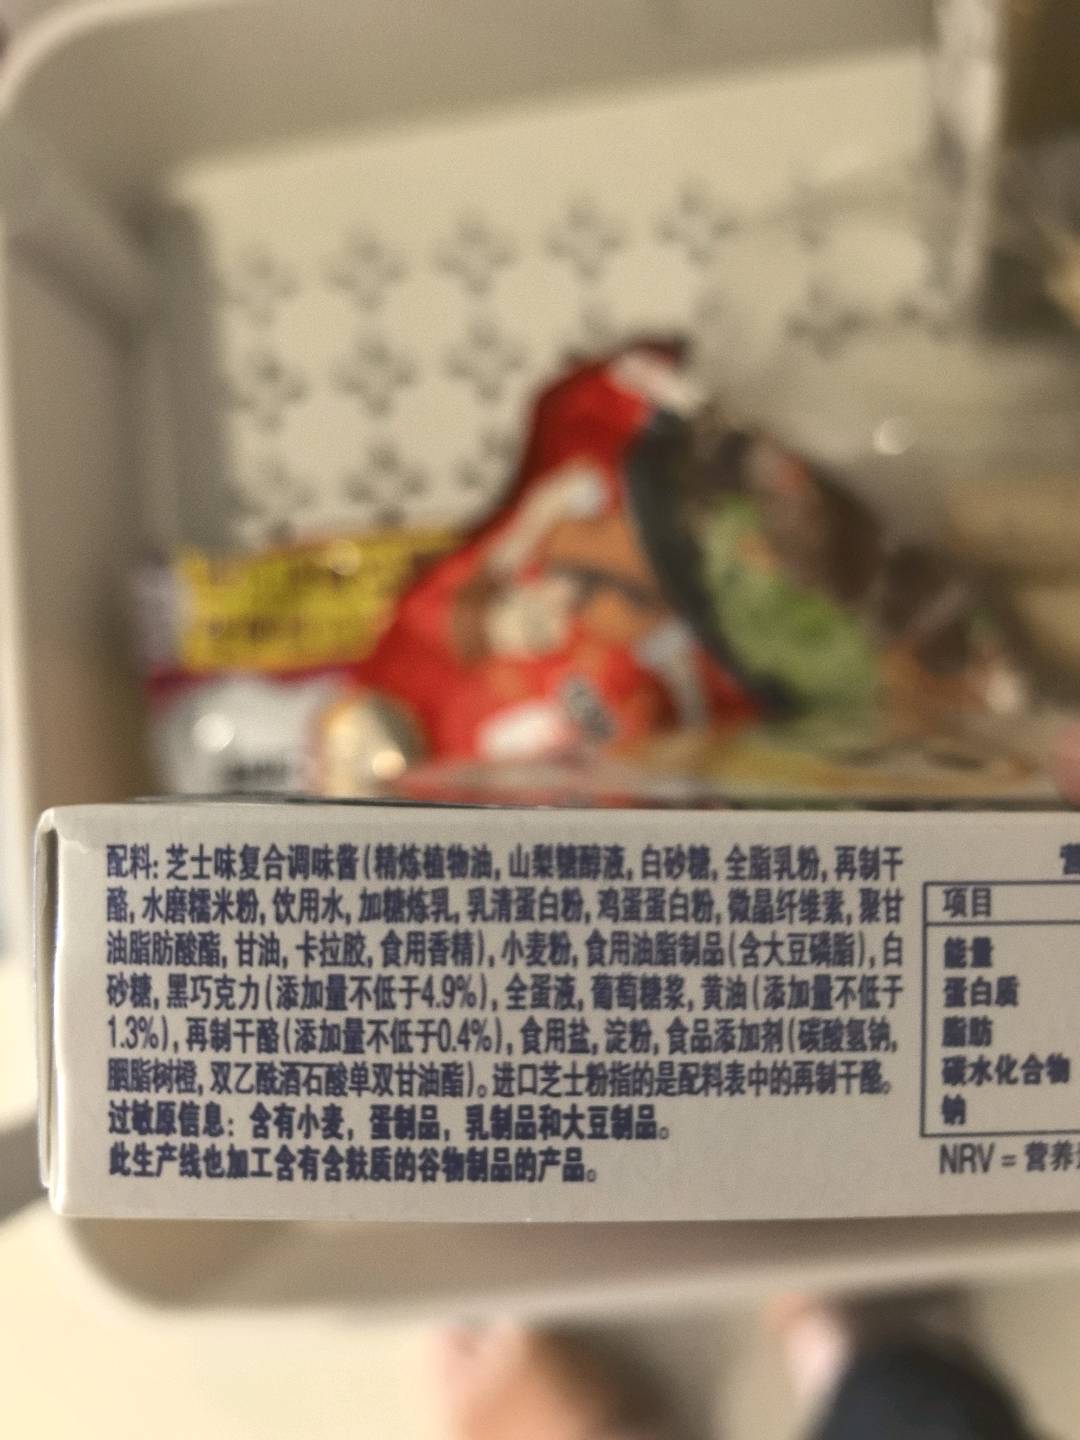 配料: 芝士味复合调味酱(精炼植物油, 山梨糖醇液, 白砂糖, 全脂乳粉, 再制干
酪, 水磨糯米粉, 饮用水, 加糖炼乳, 乳清蛋白粉, 鸡蛋蛋白粉, 微晶纤维素, 聚甘
油脂肪酸酯, 甘油, 卡拉胶, 食用香精), 小麦粉, 食用油脂制品(含大豆磷脂), 白
砂糖, 黑巧克力(添加量不低于4.9%), 全蛋液, 葡萄糖浆, 黄油(添加量不低于
1.3%), 再制干酪(添加量不低于0.4%), 食用盐, 淀粉, 食品添加剂(碳酸氢钠,
胭脂树橙, 双乙酰酒石酸单双甘油酯)。进口芝士粉指的是配料表中的再制干酪。
过敏原信息: 含有小麦, 蛋制品, 乳制品和大豆制品。
此生产线也加工含有含麸质的谷物制品的产品。
营
项目
能量
蛋白质
脂肪
碳水化合物
钠
NRV = 营养